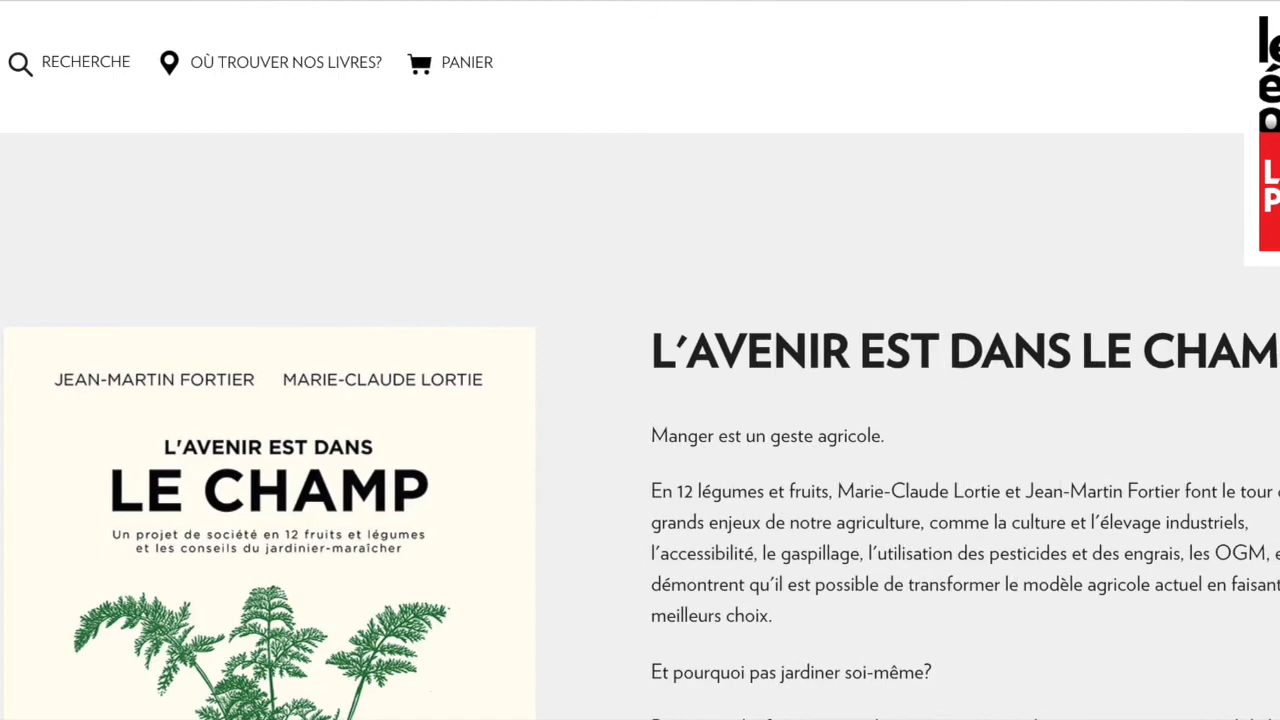 RECHERCHE
OÙ TROUVER NOS LIVRES?
PANIER
JEAN-MARTIN FORTIER MARIE-CLAUDE LORTIE
L'AVENIR EST DANS
LE CHAMP
Un projet de société en 12 fruits et légumes
et les conseils du jardinier-maraîcher
L'AVENIR EST DANS LE CHAM
Manger est un geste agricole.
En 12 légumes et fruits, Marie-Claude Lortie et Jean-Martin Fortier font le tour
grands enjeux de notre agriculture, comme la culture et l'élevage industriels,
l'accessibilité, le gaspillage, l'utilisation des pesticides et des engrais, les OGM,
démontrent qu'il est possible de transformer le modèle agricole actuel en faisant
meilleurs choix.
Et pourquoi pas jardiner soi-même?